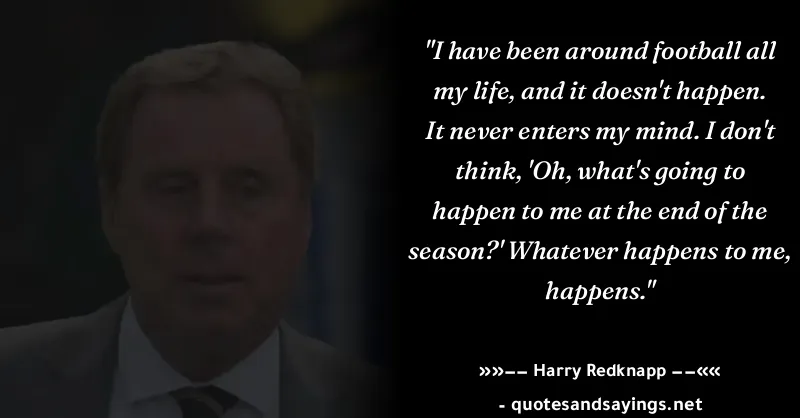 "I have been around football all
my life, and it doesn't happen.
It never enters my mind. I don't
think, 'Oh, what's going to
happen to me at the end of the
season?' Whatever happens to me,
happens."
»»−− Harry Redknapp −−««
- quotesandsayings.net